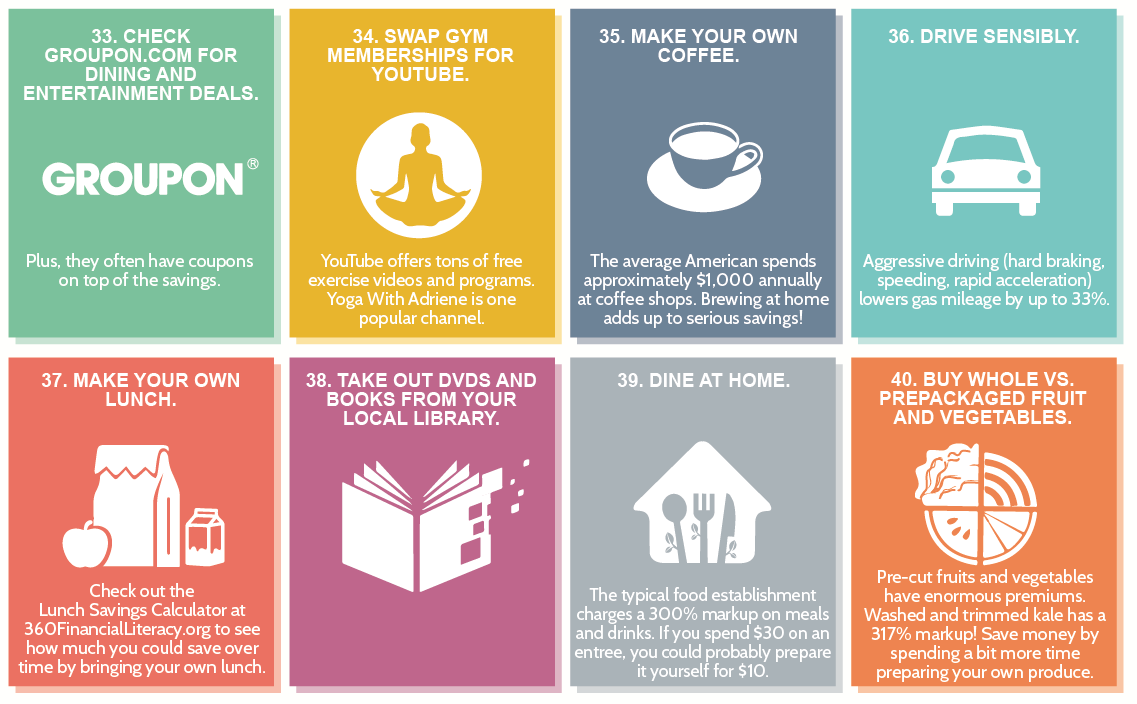 33. CHECK
GROUPON.COM FOR
DINING AND
ENTERTAINMENT DEALS.
GROUPON®
Plus, they often have coupons
on top of the savings.
34. SWAP GYM
MEMBERSHIPS FOR
YOUTUBE.
YouTube offers tons of free
exercise videos and programs.
Yoga With Adriene is one
popular channel.
35. MAKE YOUR OWN
COFFEE.
The average American spends
approximately $1,000 annually
at coffee shops. Brewing at home
adds up to serious savings!
36. DRIVE SENSIBLY.
Aggressive driving (hard braking,
speeding, rapid acceleration)
lowers gas mileage by up to 33%.
37. MAKE YOUR OWN
LUNCH.
Check out the
Lunch Savings Calculator at
360FinancialLiteracy.org to see
how much you could save over
time by bringing your own lunch.
38. TAKE OUT DVDS AND
BOOKS FROM YOUR
LOCAL LIBRARY.
39. DINE AT HOME.
The typical food establishment
charges a 300% markup on meals
and drinks. If you spend $30 on an
entree, you could probably prepare
it yourself for $10.
40. BUY WHOLE VS.
PREPACKAGED FRUIT
AND VEGETABLES.
Pre-cut fruits and vegetables
have enormous premiums.
Washed and trimmed kale has a
317% markup! Save money by
spending a bit more time
preparing your own produce.